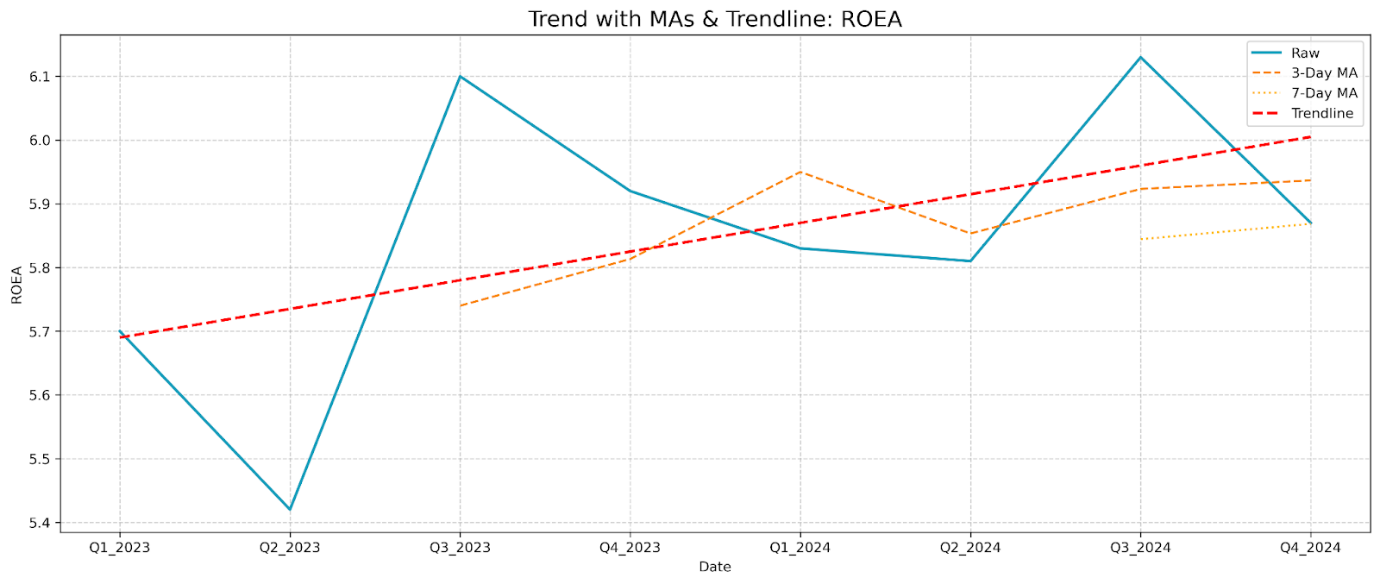 Trend with MAs & Trendline: ROEA
Raw
3-Day MA
7-Day MA
Trendline
ROEA
6.1
6.0
5.9
5.8
5.7
5.6
5.5
5.4
Q1_2023 Q2_2023 Q3_2023 Q4_2023 Q1_2024 Q2_2024 Q3_2024 Q4_2024
Date